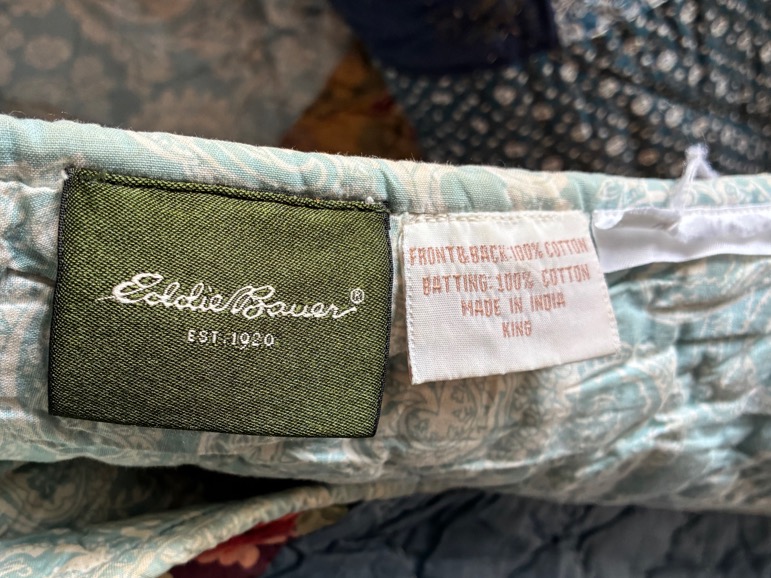 Eddie Bauer®
EST. 1920
FRONT&BACK:100% COTTON
BATTING: 100% COTTON
MADE IN INDIA
KING